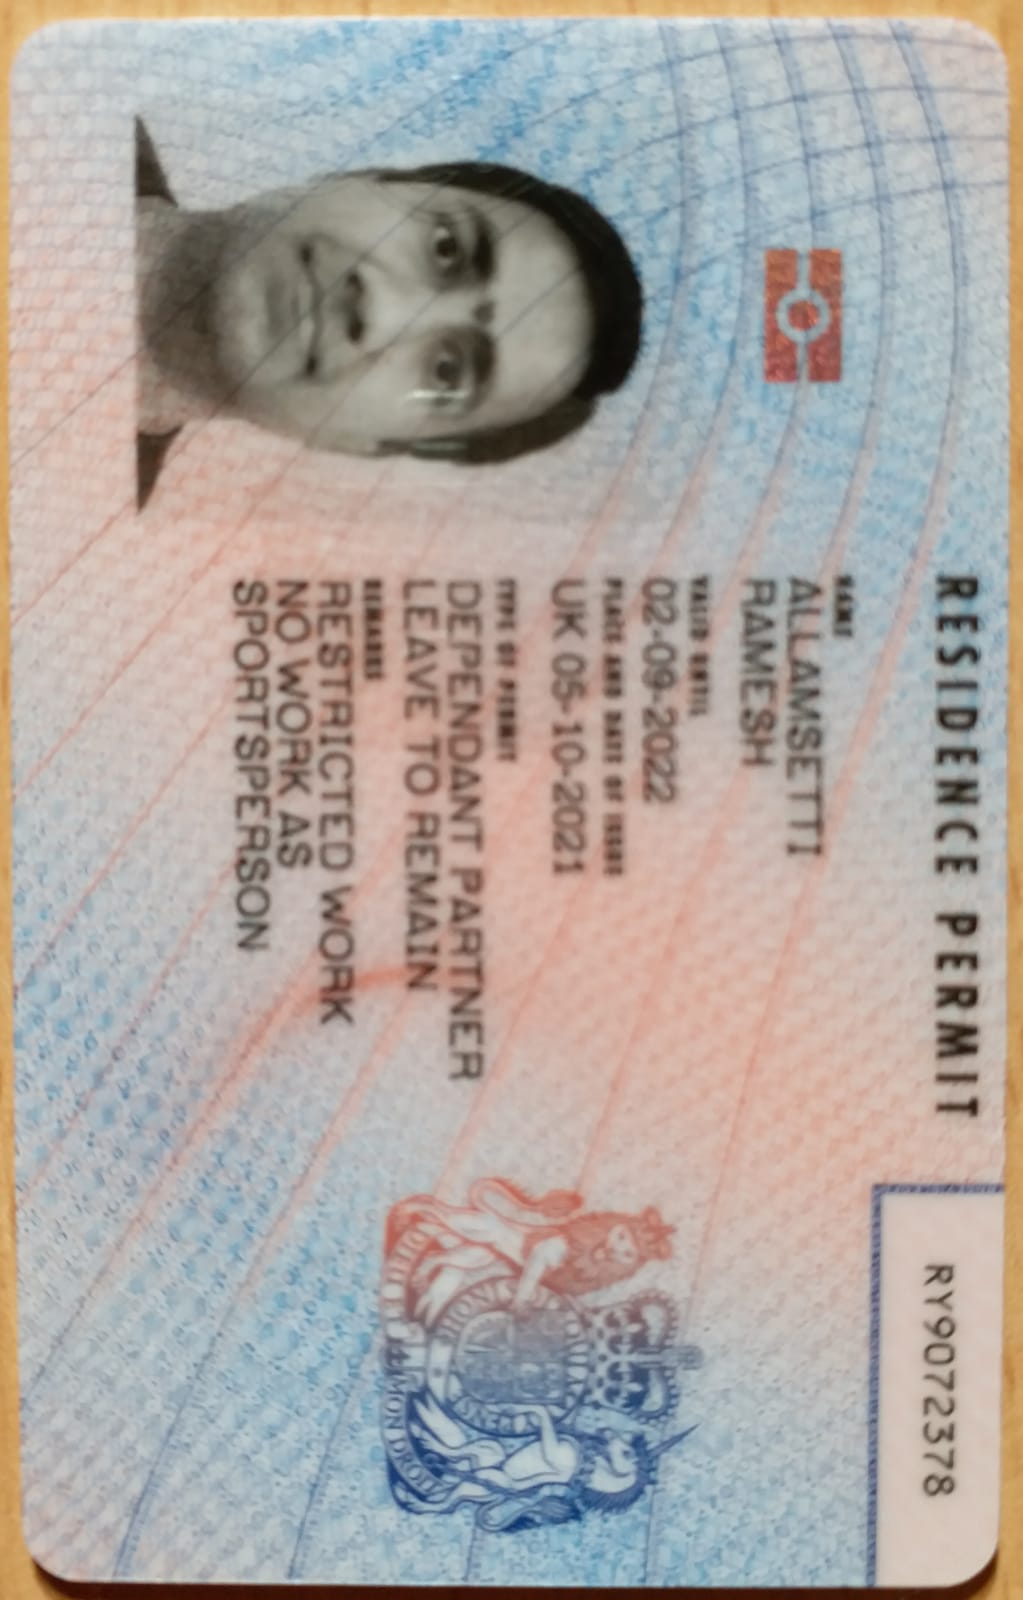 RESIDENCE PERMIT
RY9072378
NAME
ALLAMSETTI
RAMESH
VALID UNTIL
02-09-2022
PLACE AND DATE OF ISSUE
UK 05-10-2021
TYPE OF PERMIT
DEPENDANT PARTNER
LEAVE TO REMAIN
REMARKS
RESTRICTED WORK
NO WORK AS
SPORTSPERSON
DIEU ET MON DROIT